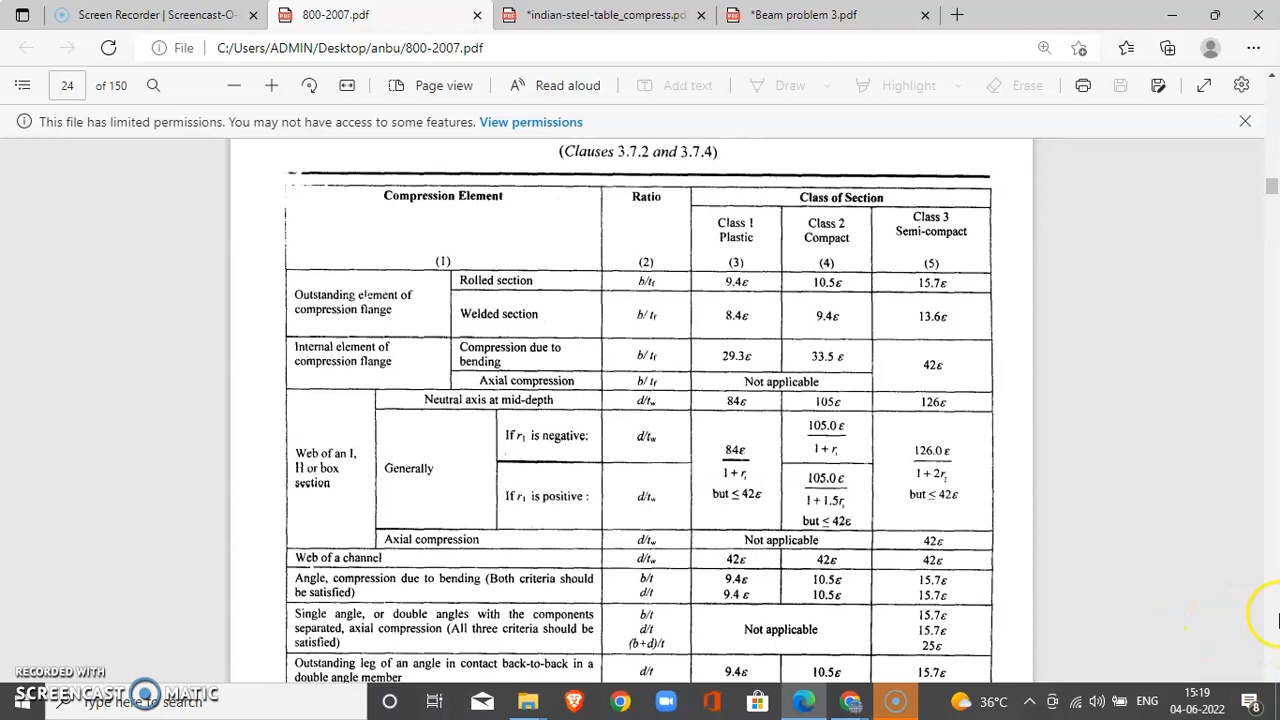 Screen Recorder | Screencast-O-
800-2007.pdf
*indian-steel-table_compress.pd
*Beam problem 3.pdf
File
C:/Users/ADMIN/Desktop/anbu/800-2007.pdf
24 of 150
Page view
Read aloud
Add text
Draw
Highlight
Erase
This file has limited permissions. You may not have access to some features. View permissions
(Clauses 3.7.2 and 3.7.4)
Compression Element
Ratio
Class of Section
Class 1 Class 2 Class 3
Plastic Compact Semi-compact
(1) (2) (3) (4) (5)
Outstanding element of
compression flange
Rolled section b/tf 9.4ε 10.5ε 15.7ε
Welded section b/ tf 8.4ε 9.4ε 13.6ε
Internal element of
compression flange
Compression due to
bending
b/ tf 29.3ε 33.5 ε 42ε
Axial compression b/ tf Not applicable
Web of an I,
H or box
section
Neutral axis at mid-depth d/tw 84ε 105ε 126ε
Generally
If r1 is negative: d/tw
105.0 ε
1 + r1
If r1 is positive : d/tw
84ε
1 + r1
but ≤ 42ε
105.0 ε
1 + 1.5r1
but ≤ 42ε
126.0 ε
1 + 2r2
but ≤ 42ε
Axial compression d/tw Not applicable 42ε
Web of a channel d/tw 42ε 42ε 42ε
Angle, compression due to bending (Both criteria should b/t 9.4ε 10.5ε 15.7ε
be satisfied) d/t 9.4 ε 10.5ε 15.7ε
Single angle, or double angles with the components b/t 15.7ε
separated, axial compression (All three criteria should be d/t Not applicable 15.7ε
satisfied) (b+d)/t 25ε
Outstanding leg of an angle in contact back-to-back in a
double angle member
d/t 9.4ε 10.5ε 15.7ε
RECORDED WITH
SCREENCAST MATIC
Type here to search
36°C
ENG
15:19
04-06-2022
8